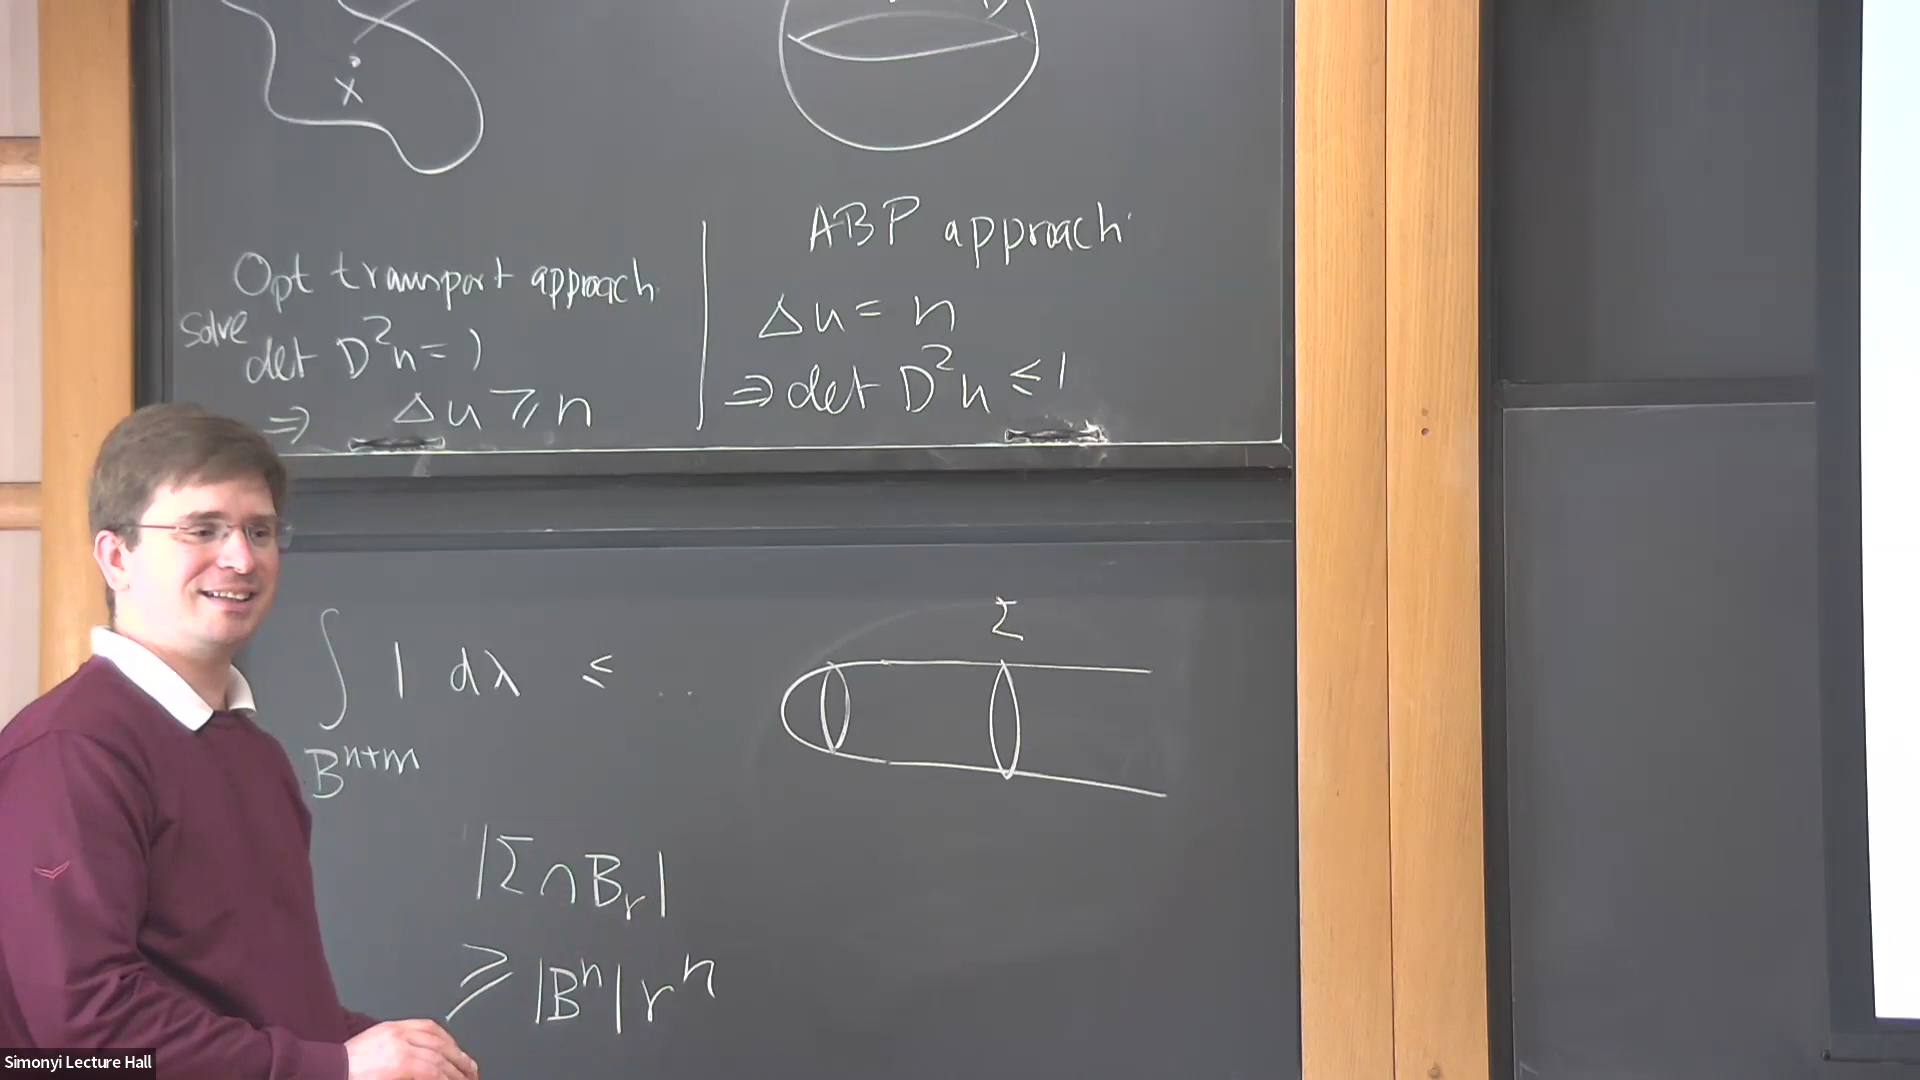 x
Opt transport approach
solve
det D²u = 1
⇒ Δu ≥ n
ABP approach
Δu = n
⇒ det D²u ≤ 1
∫ 1 dλ ≤ ...
B^{n+m}
Σ
|Σ ∩ B_r|
≥ |B^n| r^n
Simonyi Lecture Hall